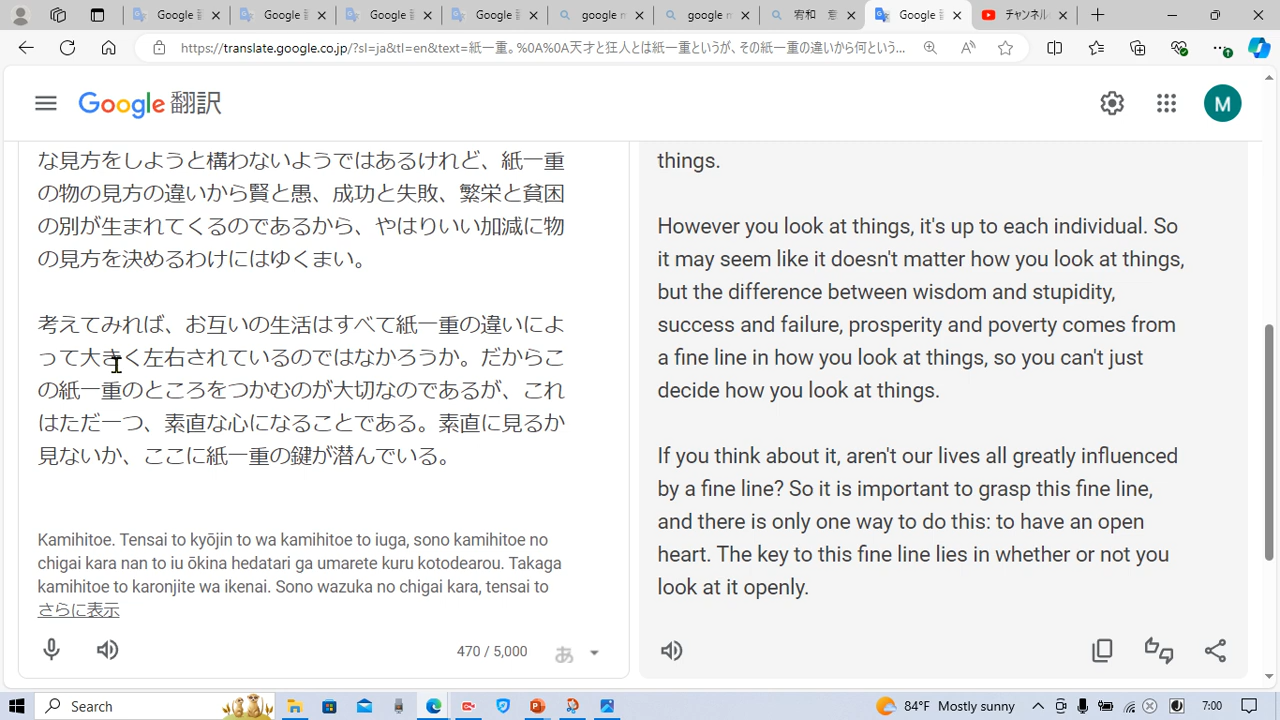 Google 翻
Google 翻
Google 翻
Google 翻
google m
google m
宥和 意
Google 翻
チャンネル
https://translate.google.co.jp/?sl=ja&tl=en&text=紙一重。%0A%0A天才と狂人とは紙一重というが、その紙一重の違いから何という...
Google 翻訳
M
な見方をしようと構わないようではあるけれど、紙一重
の物の見方の違いから賢と愚、成功と失敗、繁栄と貧困
の別が生まれてくるのであるから、やはりいい加減に物
の見方を決めるわけにはゆくまい。
考えてみれば、お互いの生活はすべて紙一重の違いによ
って大きく左右されているのではなかろうか。だからこ
の紙一重のところをつかむのが大切なのであるが、これ
はただ一つ、素直な心になることである。素直に見るか
見ないか、ここに紙一重の鍵が潜んでいる。
Kamihitoe. Tensai to kyōjin to wa kamihitoe to iuga, sono kamihitoe no
chigai kara nan to iu ōkina hedatari ga umarete kuru kotodearou. Takaga
kamihitoe to karonjite wa ikenai. Sono wazuka no chigai kara, tensai to
さらに表示
470 / 5,000
あ
things.
However you look at things, it's up to each individual. So
it may seem like it doesn't matter how you look at things,
but the difference between wisdom and stupidity,
success and failure, prosperity and poverty comes from
a fine line in how you look at things, so you can't just
decide how you look at things.
If you think about it, aren't our lives all greatly influenced
by a fine line? So it is important to grasp this fine line,
and there is only one way to do this: to have an open
heart. The key to this fine line lies in whether or not you
look at it openly.
Search
84°F Mostly sunny
7:00